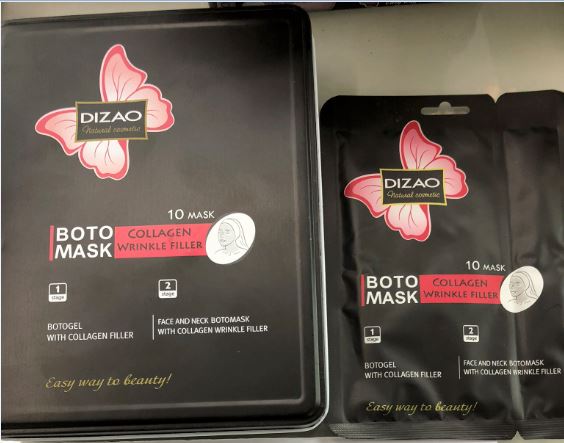 DIZAO
Natural cosmetic
10 MASK
BOTO
MASK
COLLAGEN
WRINKLE FILLER
1
stage
2
stage
BOTOGEL
WITH COLLAGEN FILLER
FACE AND NECK BOTOMASK
WITH COLLAGEN WRINKLE FILLER
Easy way to beauty!
DIZAO
Natural cosmetic
10 MASK
BOTO
MASK
COLLAGEN
WRINKLE FILLER
1
stage
2
stage
BOTOGEL
WITH COLLAGEN FILLER
FACE AND NECK BOTOMASK
WITH COLLAGEN WRINKLE FILLER
Easy way to beauty!